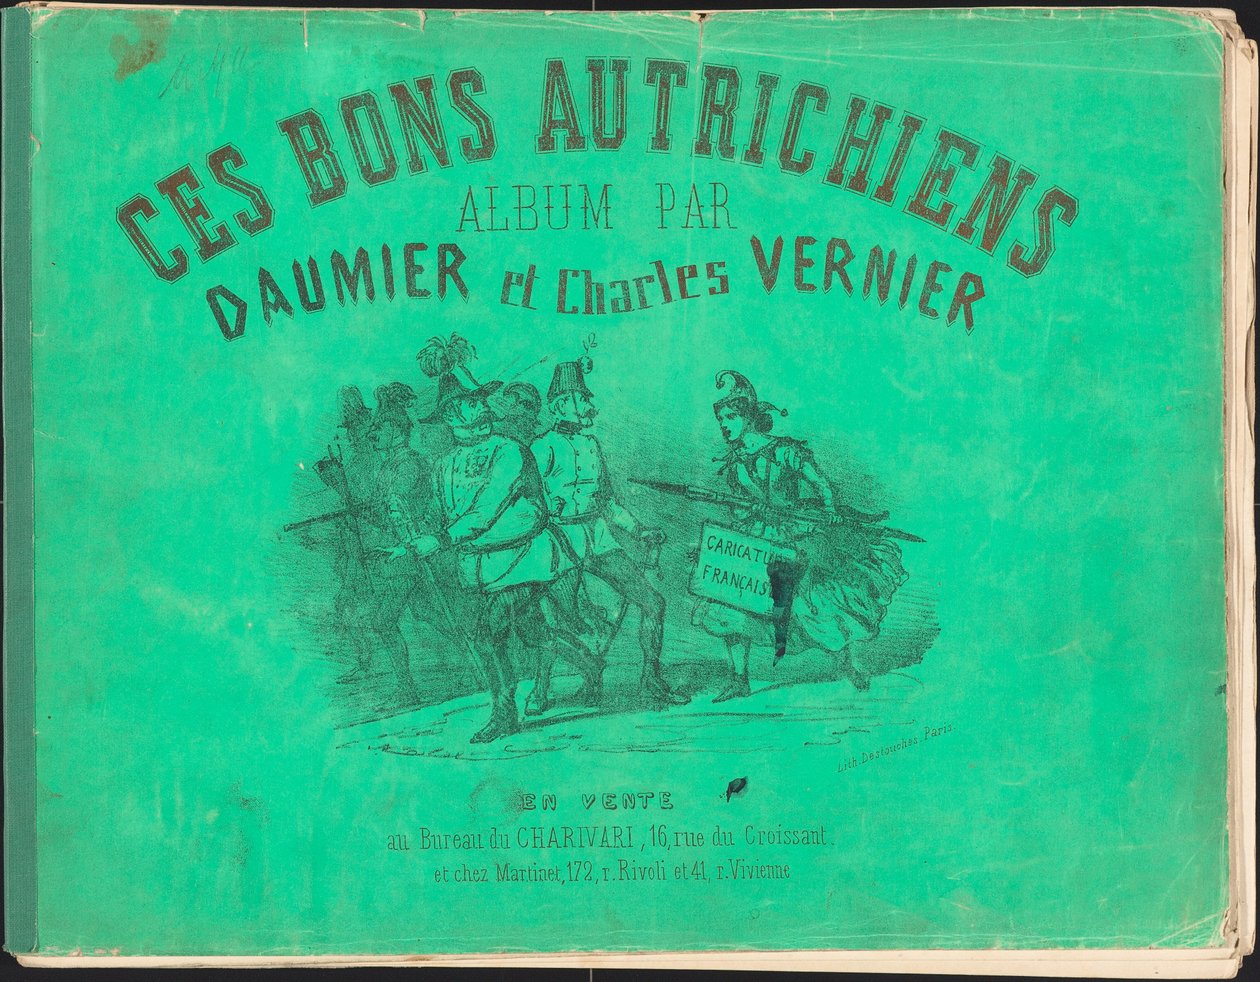 CES BONS AUTRICHIENS
ALBUM PAR
DAUMIER et Charles VERNIER
CARICATU
FRANÇAIS
Lith. Destouches. Paris.
EN VENTE
au Bureau du CHARIVARI, 16, rue du Croissant.
et chez Martinet, 172, r. Rivoli et 41, r. Vivienne